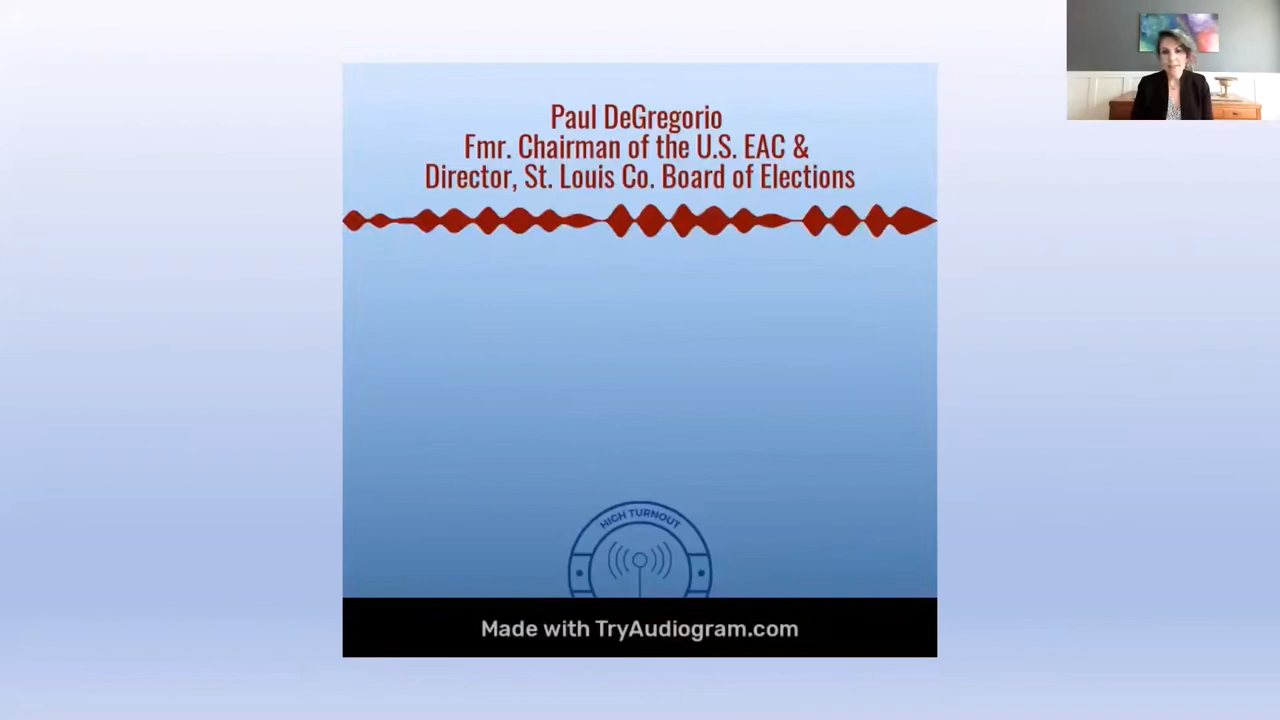 Paul DeGregorio
Fmr. Chairman of the U.S. EAC &
Director, St. Louis Co. Board of Elections
HIGH TURNOUT
Made with TryAudiogram.com